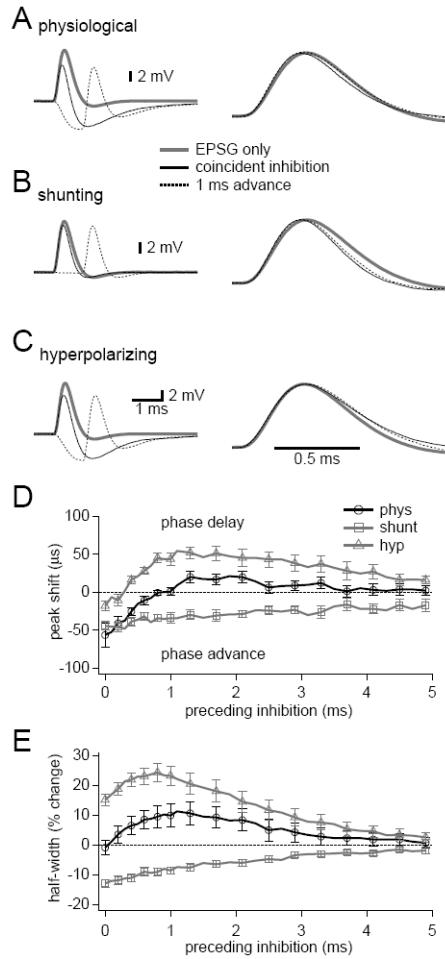 A physiological
2 mV
EPSG only
coincident inhibition
1 ms advance
B shunting
2 mV
C hyperpolarizing
2 mV
1 ms
0.5 ms
D
100
50
0
-50
-100
peak shift (µs)
phase delay
phase advance
phys
shunt
hyp
0 1 2 3 4 5
preceding inhibition (ms)
E
30
20
10
0
-10
-20
half-width (% change)
0 1 2 3 4 5
preceding inhibition (ms)